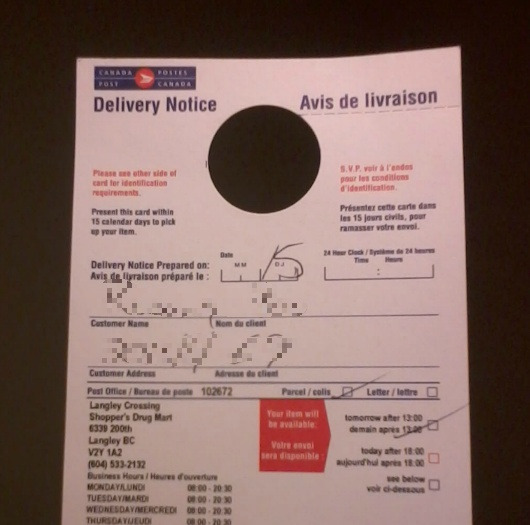 CANADA POSTES
POST CANADA
Delivery Notice Avis de livraison
Please see other side of
card for identification
requirements.
S.V.P. voir à l'endos
pour les conditions
d'identification.
Present this card within
15 calendar days to pick
up your item.
Présentez cette carte dans
les 15 jours civils, pour
ramasser votre envoi.
Delivery Notice Prepared on:
Avis de livraison préparé le :
Date
MM DJ
24 Hour Clock / Système de 24 heures
Time Heure
:
Customer Name Nom du client
Customer Address Adresse du client
Post Office / Bureau de poste 102672 Parcel / colis Letter / lettre
Langley Crossing
Shopper's Drug Mart
6339 200th
Langley BC
V2Y 1A2
(604) 533-2132
Your item will
be available:
Votre envoi
sera disponible:
tomorrow after 13:00
demain après 13:00
today after 18:00
aujourd'hui après 18:00
see below
voir ci-dessous
Business Hours / Heures d'ouverture
MONDAY/LUNDI 08:00 - 20:30
TUESDAY/MARDI 08:00 - 20:30
WEDNESDAY/MERCREDI 08:00 - 20:30
THURSDAY/JEUDI 08:00 - 20:30